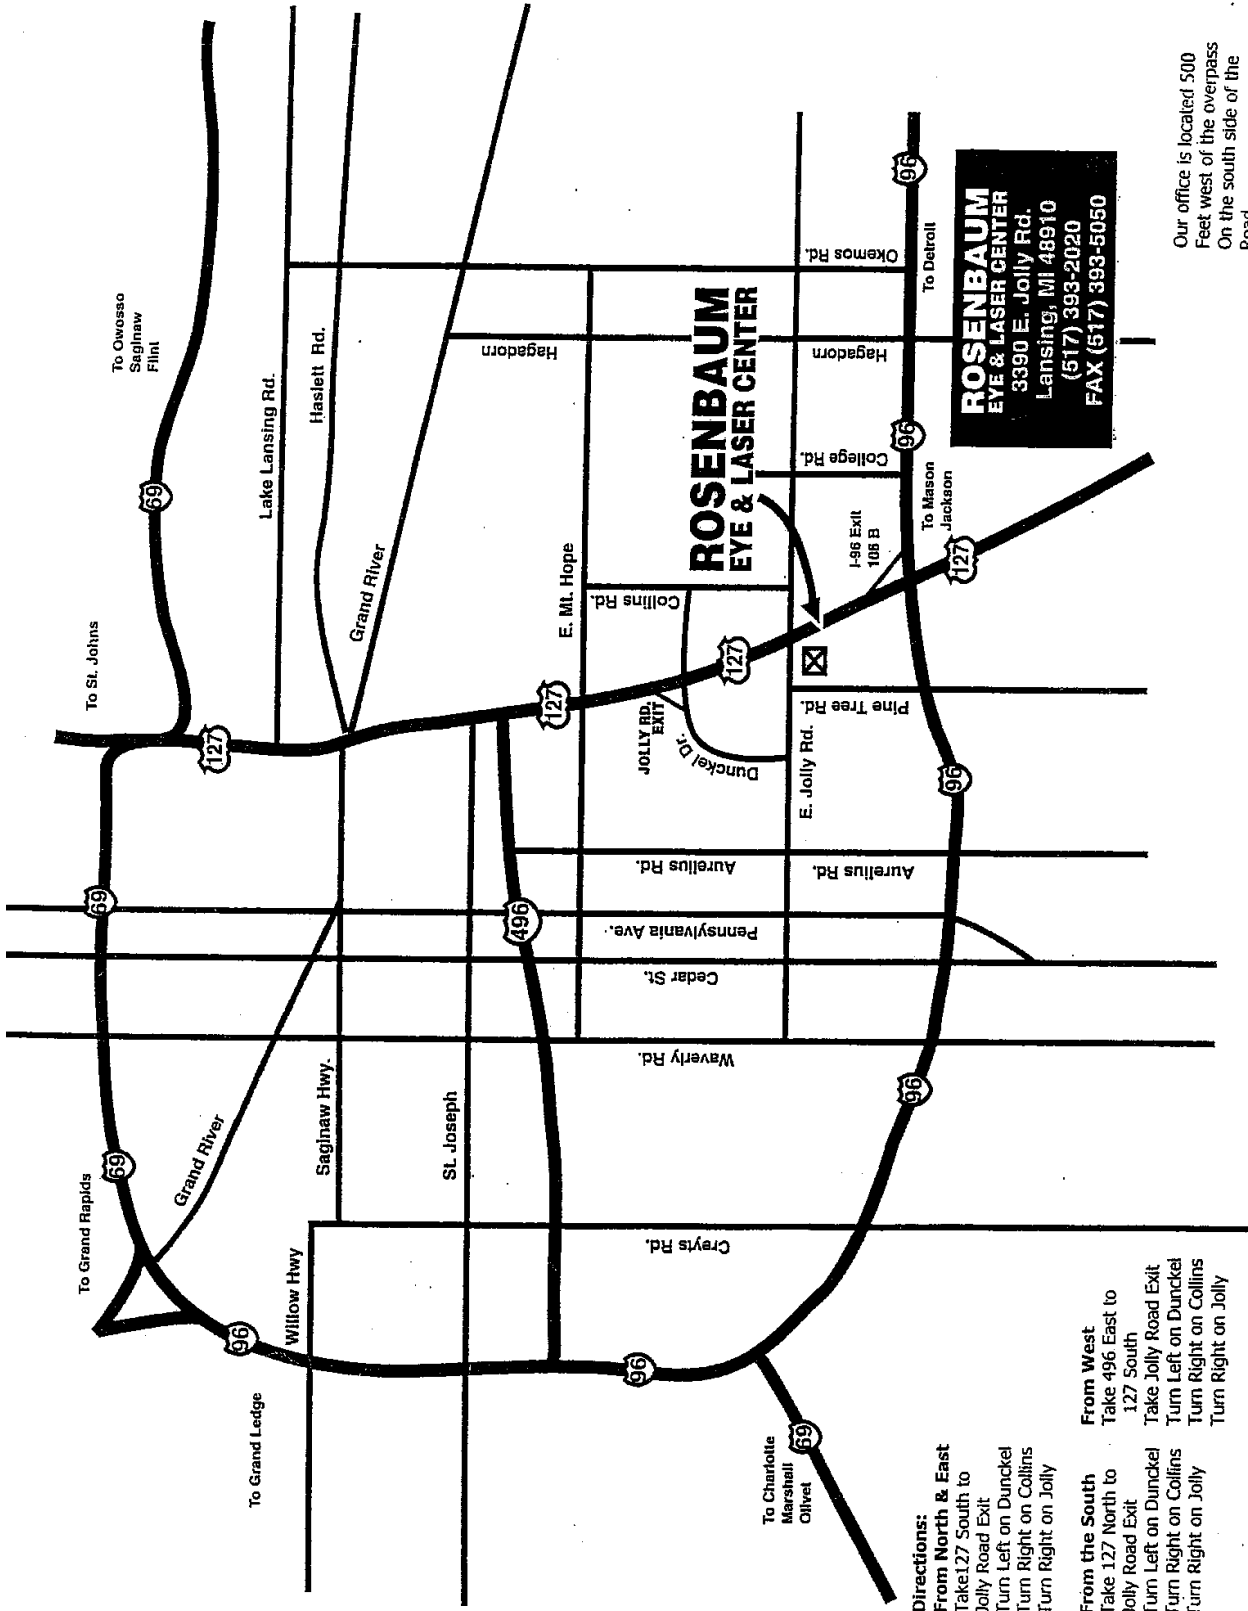 To St. Johns
To Owosso
Saginaw
Flint
To Grand Rapids
To Grand Ledge
69
69
69
127
Lake Lansing Rd.
Haslett Rd.
Grand River
Grand River
Willow Hwy
Saginaw Hwy.
St. Joseph
96
496
127
E. Mt. Hope
Hagadorn
Creyts Rd.
Waverly Rd.
Cedar St.
Pennsylvania Ave.
Aurelius Rd.
Collins Rd.
JOLLY RD.
EXIT
Dunckel Dr.
127
ROSENBAUM
EYE & LASER CENTER
96
E. Jolly Rd.
Aurelius Rd.
Pine Tree Rd.
College Rd.
Hagadorn
Okemos Rd.
I-96 Exit
106 B
To Charlotte
Marshall
Olivet
69
96
96
96
96
To Detroit
To Mason
Jackson
127
ROSENBAUM
EYE & LASER CENTER
3390 E. Jolly Rd.
Lansing, MI 48910
(517) 393-2020
FAX (517) 393-5050
Directions:
From North & East
Take127 South to
Jolly Road Exit
Turn Left on Dunckel
Turn Right on Collins
Turn Right on Jolly
From the South
Take 127 North to
Jolly Road Exit
Turn Left on Dunckel
Turn Right on Collins
Turn Right on Jolly
From West
Take 496 East to
127 South
Take Jolly Road Exit
Turn Left on Dunckel
Turn Right on Collins
Turn Right on Jolly
Our office is located 500
Feet west of the overpass
On the south side of the
Road